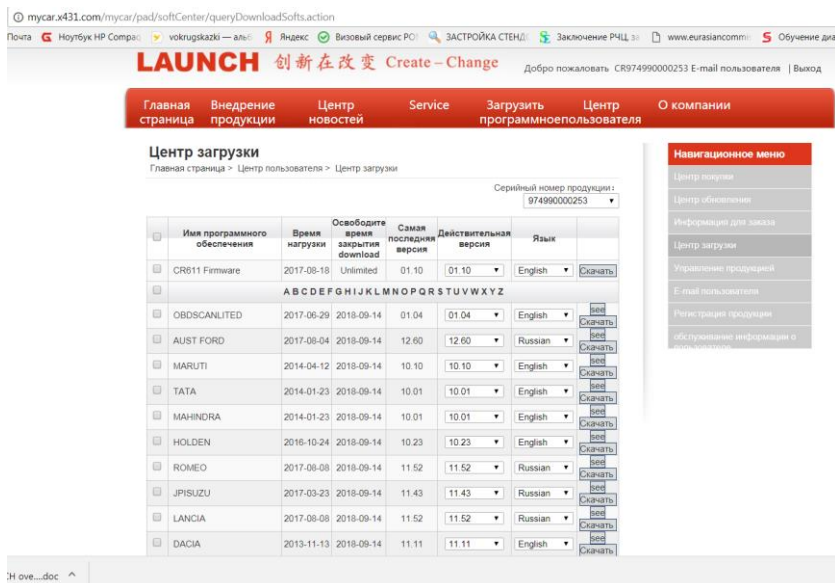 mycar.x431.com/mycar/pad/softCenter/queryDownloadSofts.action
Почта Ноутбук HP Compaq vokrugskazki — альб Яндекс Визовый сервис РОС ЗАСТРОЙКА СТЕНДО Заключение РЧЦ, за www.eurasiancommi Обучение диа
LAUNCH 创新在改变 Create – Change
Добро пожаловать CR974990000253 E-mail пользователя | Выход
Главная страница Внедрение продукции Центр новостей Service Загрузить программное Центр пользователя О компании
Центр загрузки
Главная страница > Центр пользователя > Центр загрузки
Серийный номер продукции:
974990000253
Имя программного обеспечения Время нагрузки Освободите время закрытия download Самая последняя версия Действительная версия Язык
CR611 Firmware 2017-08-18 Unlimited 01.10 01.10 English Скачать
A B C D E F G H I J K L M N O P Q R S T U V W X Y Z
OBDSCANLITED 2017-06-29 2018-09-14 01.04 01.04 English see Скачать
AUST FORD 2017-08-04 2018-09-14 12.60 12.60 Russian see Скачать
MARUTI 2014-04-12 2018-09-14 10.10 10.10 English see Скачать
TATA 2014-01-23 2018-09-14 10.01 10.01 English see Скачать
MAHINDRA 2014-01-23 2018-09-14 10.01 10.01 English see Скачать
HOLDEN 2016-10-24 2018-09-14 10.23 10.23 English see Скачать
ROMEO 2017-08-08 2018-09-14 11.52 11.52 Russian see Скачать
JPISUZU 2017-03-23 2018-09-14 11.43 11.43 Russian see Скачать
LANCIA 2017-08-08 2018-09-14 11.52 11.52 Russian see Скачать
DACIA 2013-11-13 2018-09-14 11.11 11.11 English see Скачать
Навигационное меню
Центр покупки
Центр обновления
Информация для заказа
Центр загрузки
Управление продукцией
E-mail пользователя
Регистрация продукции
обслуживание информации о пользователе
CH ove....doc